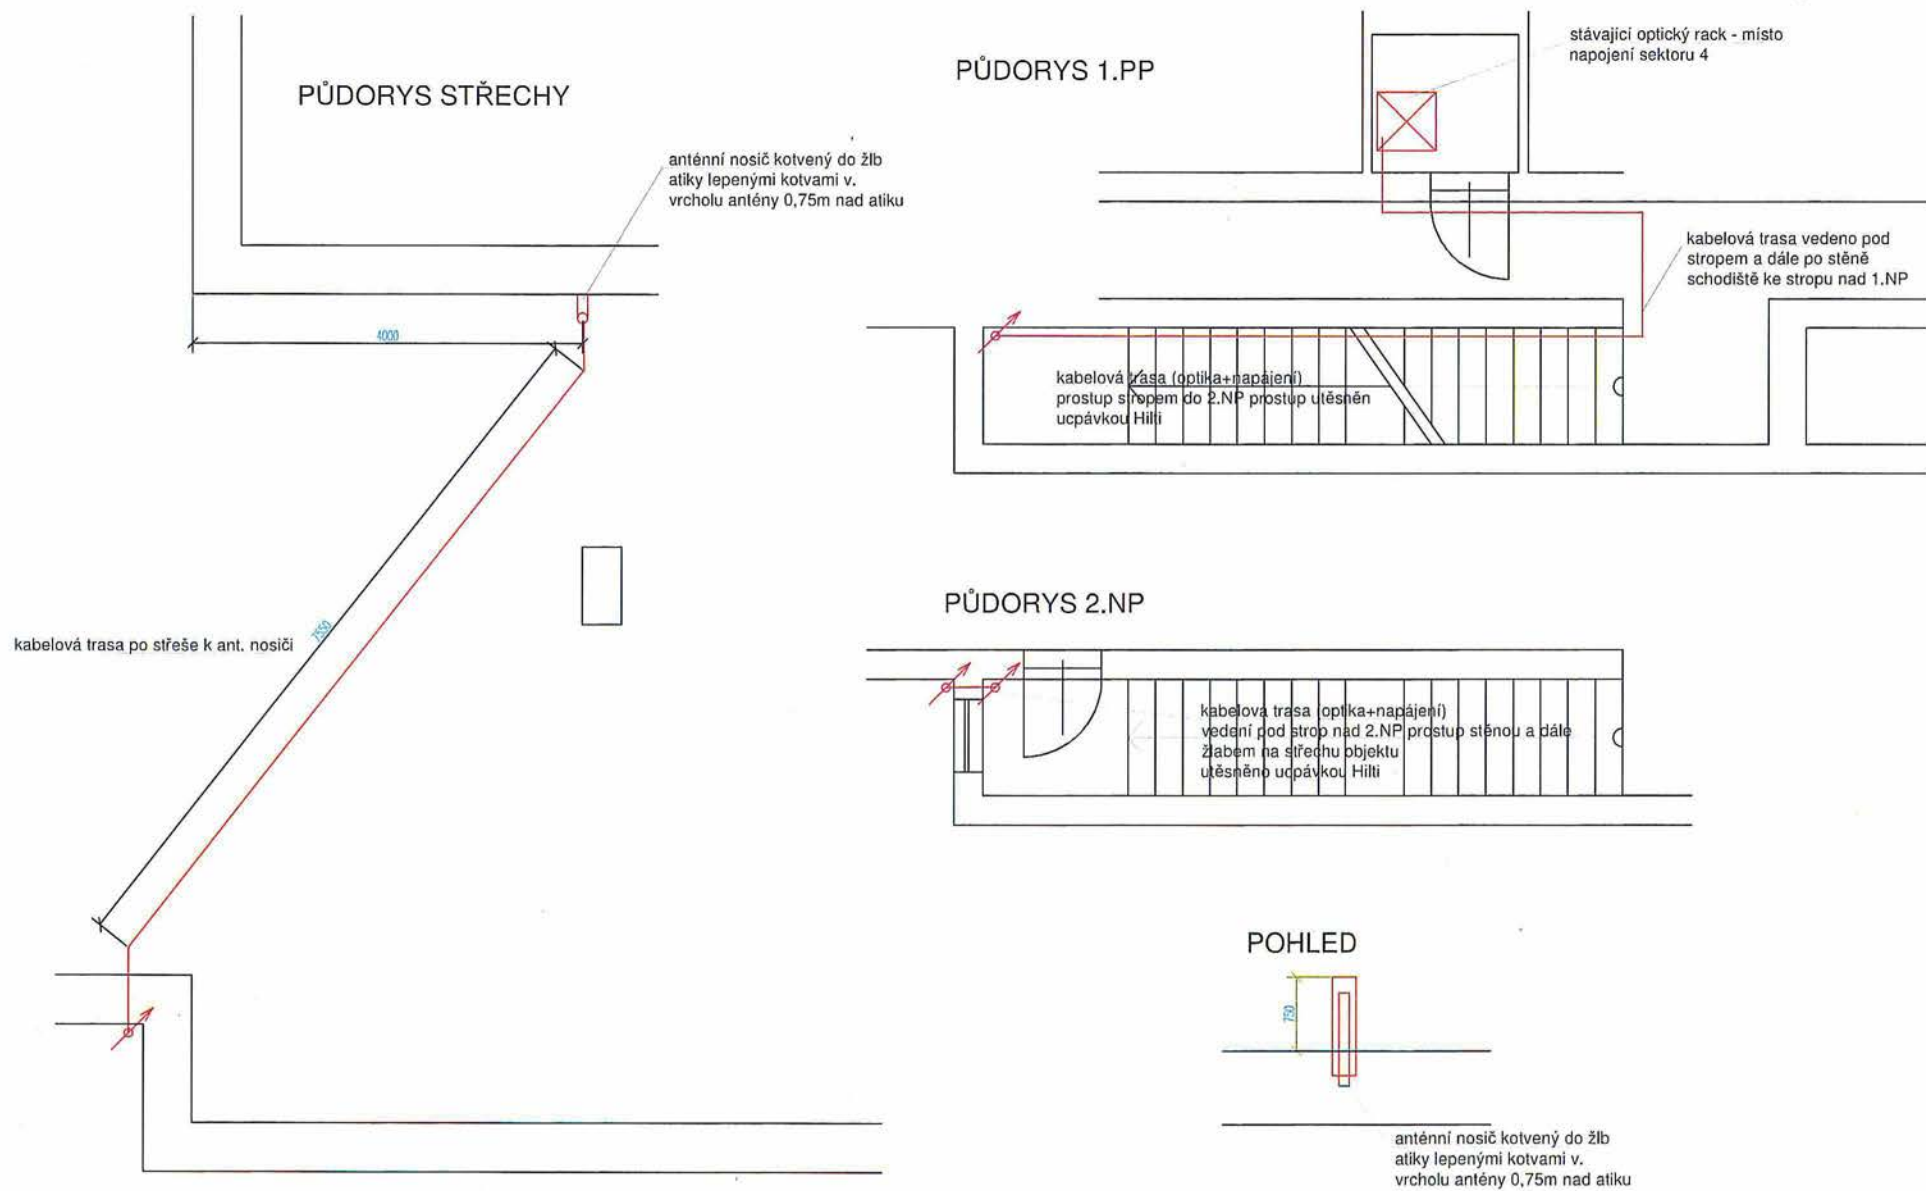 PŮDORYS STŘECHY
anténní nosič kotvený do žlb
atiky lepenými kotvami v.
vrcholu antény 0,75m nad atiku
4000
7550
kabelová trasa po střeše k ant. nosiči
PŮDORYS 1.PP
stávající optický rack - místo
napojení sektoru 4
kabelová trasa vedeno pod
stropem a dále po stěně
schodiště ke stropu nad 1.NP
kabelová trasa (optika+napájení)
prostup stropem do 2.NP prostup utěsněn
ucpávkou Hilti
PŮDORYS 2.NP
kabelová trasa (optika+napájení)
vedení pod strop nad 2.NP prostup stěnou a dále
žlabem na střechu objektu
utěsněno ucpávkou Hilti
POHLED
750
anténní nosič kotvený do žlb
atiky lepenými kotvami v.
vrcholu antény 0,75m nad atiku